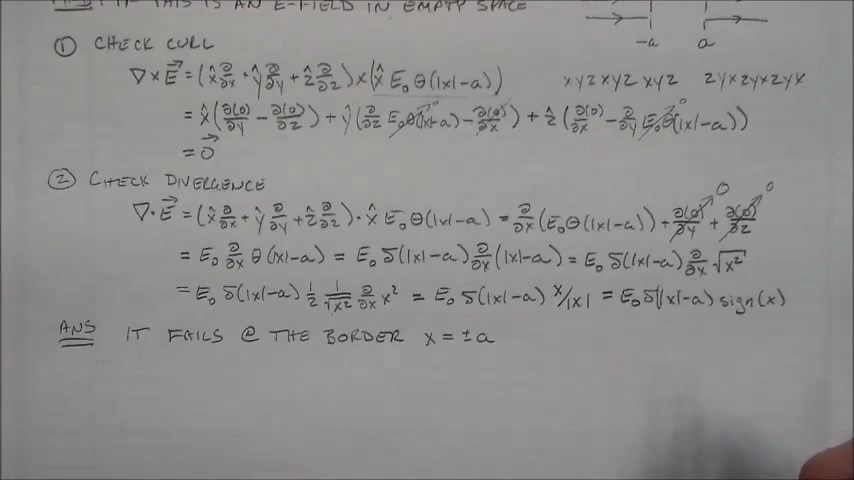 IF THIS IS AN E-FIELD IN EMPTY SPACE
-a a
① CHECK CURL
∇ × E⃗ = (x̂ ∂/∂x + ŷ ∂/∂y + ẑ ∂/∂z) × (x̂ E₀ θ(|x|-a)) xyzxyzxyz zyxzyxzyx
= x̂(∂(0)/∂y - ∂(0)/∂z) + ŷ(∂/∂z E₀θ(|x|-a) - ∂(0)/∂x) + ẑ(∂(0)/∂x - ∂/∂y E₀θ(|x|-a))
= 0⃗
② CHECK DIVERGENCE
∇·E⃗ = (x̂ ∂/∂x + ŷ ∂/∂y + ẑ ∂/∂z) · x̂ E₀ θ(|x|-a) = ∂/∂x (E₀θ(|x|-a)) + ∂(0)/∂y + ∂(0)/∂z
= E₀ ∂/∂x θ(|x|-a) = E₀ δ(|x|-a) ∂/∂x (|x|-a) = E₀ δ(|x|-a) ∂/∂x √x²
= E₀ δ(|x|-a) 1/2 1/√x² ∂/∂x x² = E₀ δ(|x|-a) x/|x| = E₀δ(|x|-a) sign(x)
ANS IT FAILS @ THE BORDER x = ±a